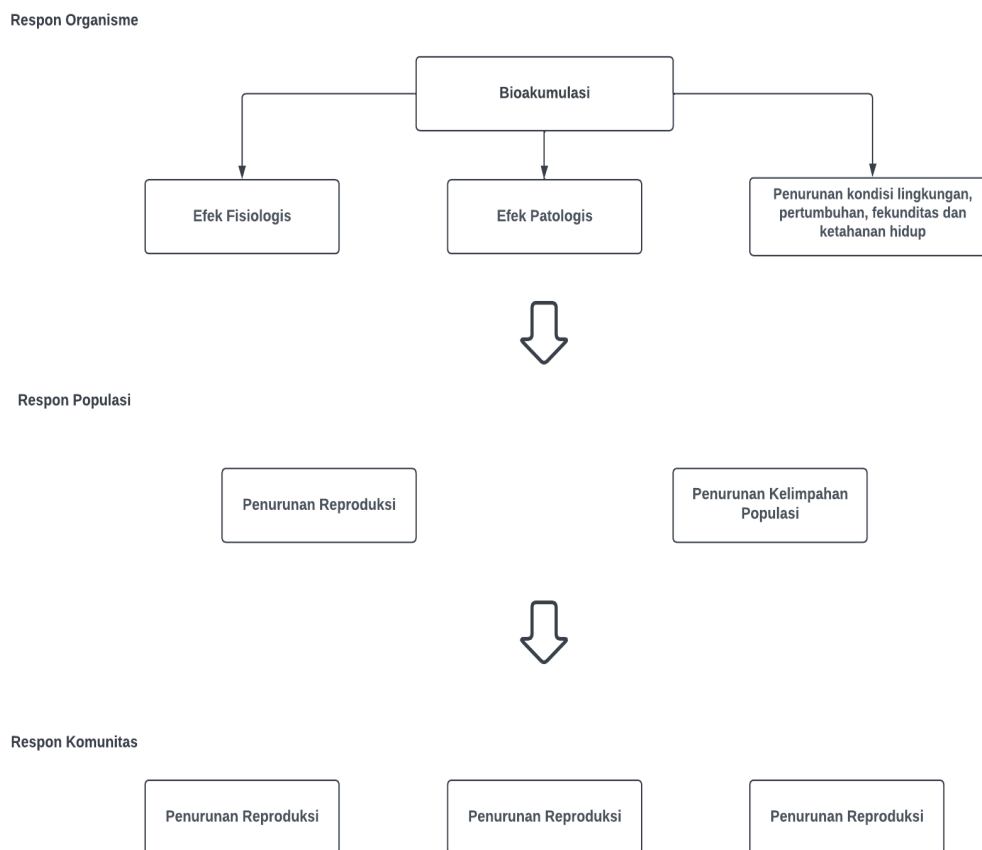 Respon Organisme
Bioakumulasi
Efek Fisiologis
Efek Patologis
Penurunan kondisi lingkungan,
pertumbuhan, fekunditas dan
ketahanan hidup
Respon Populasi
Penurunan Reproduksi
Penurunan Kelimpahan
Populasi
Respon Komunitas
Penurunan Reproduksi
Penurunan Reproduksi
Penurunan Reproduksi